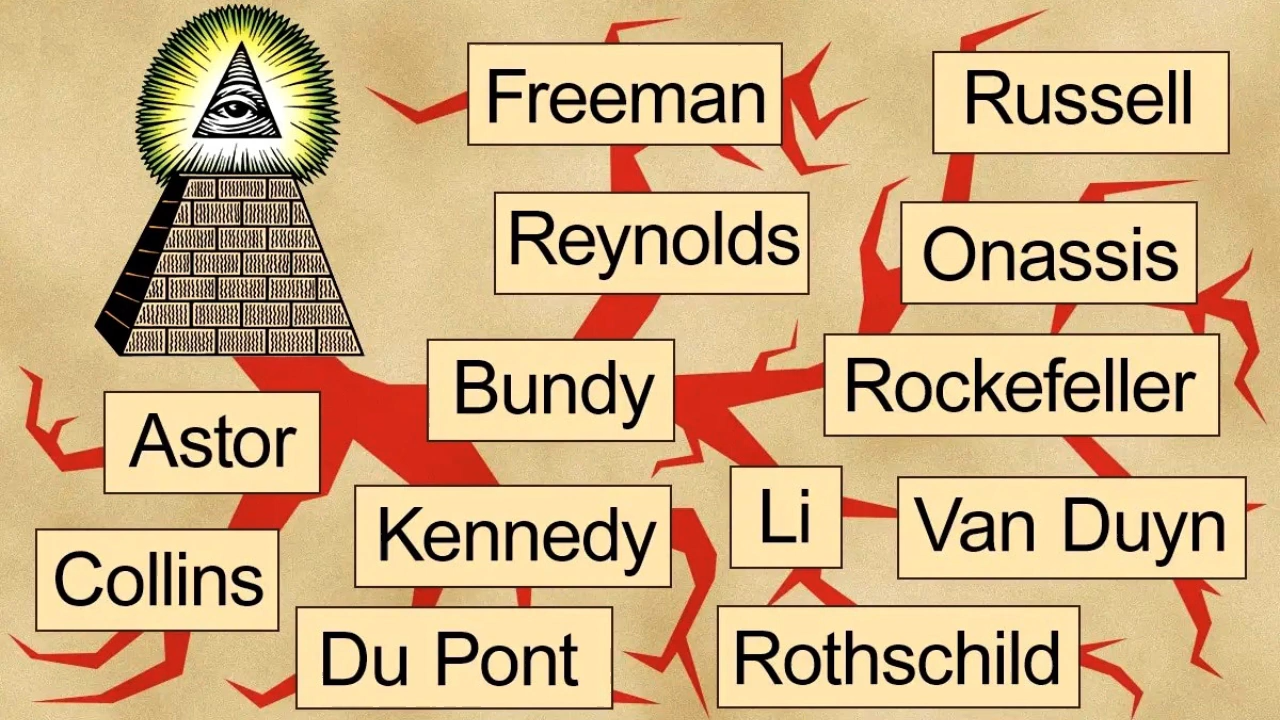 Freeman
Russell
Reynolds
Onassis
Bundy
Rockefeller
Astor
Kennedy
Li
Van Duyn
Collins
Du Pont
Rothschild